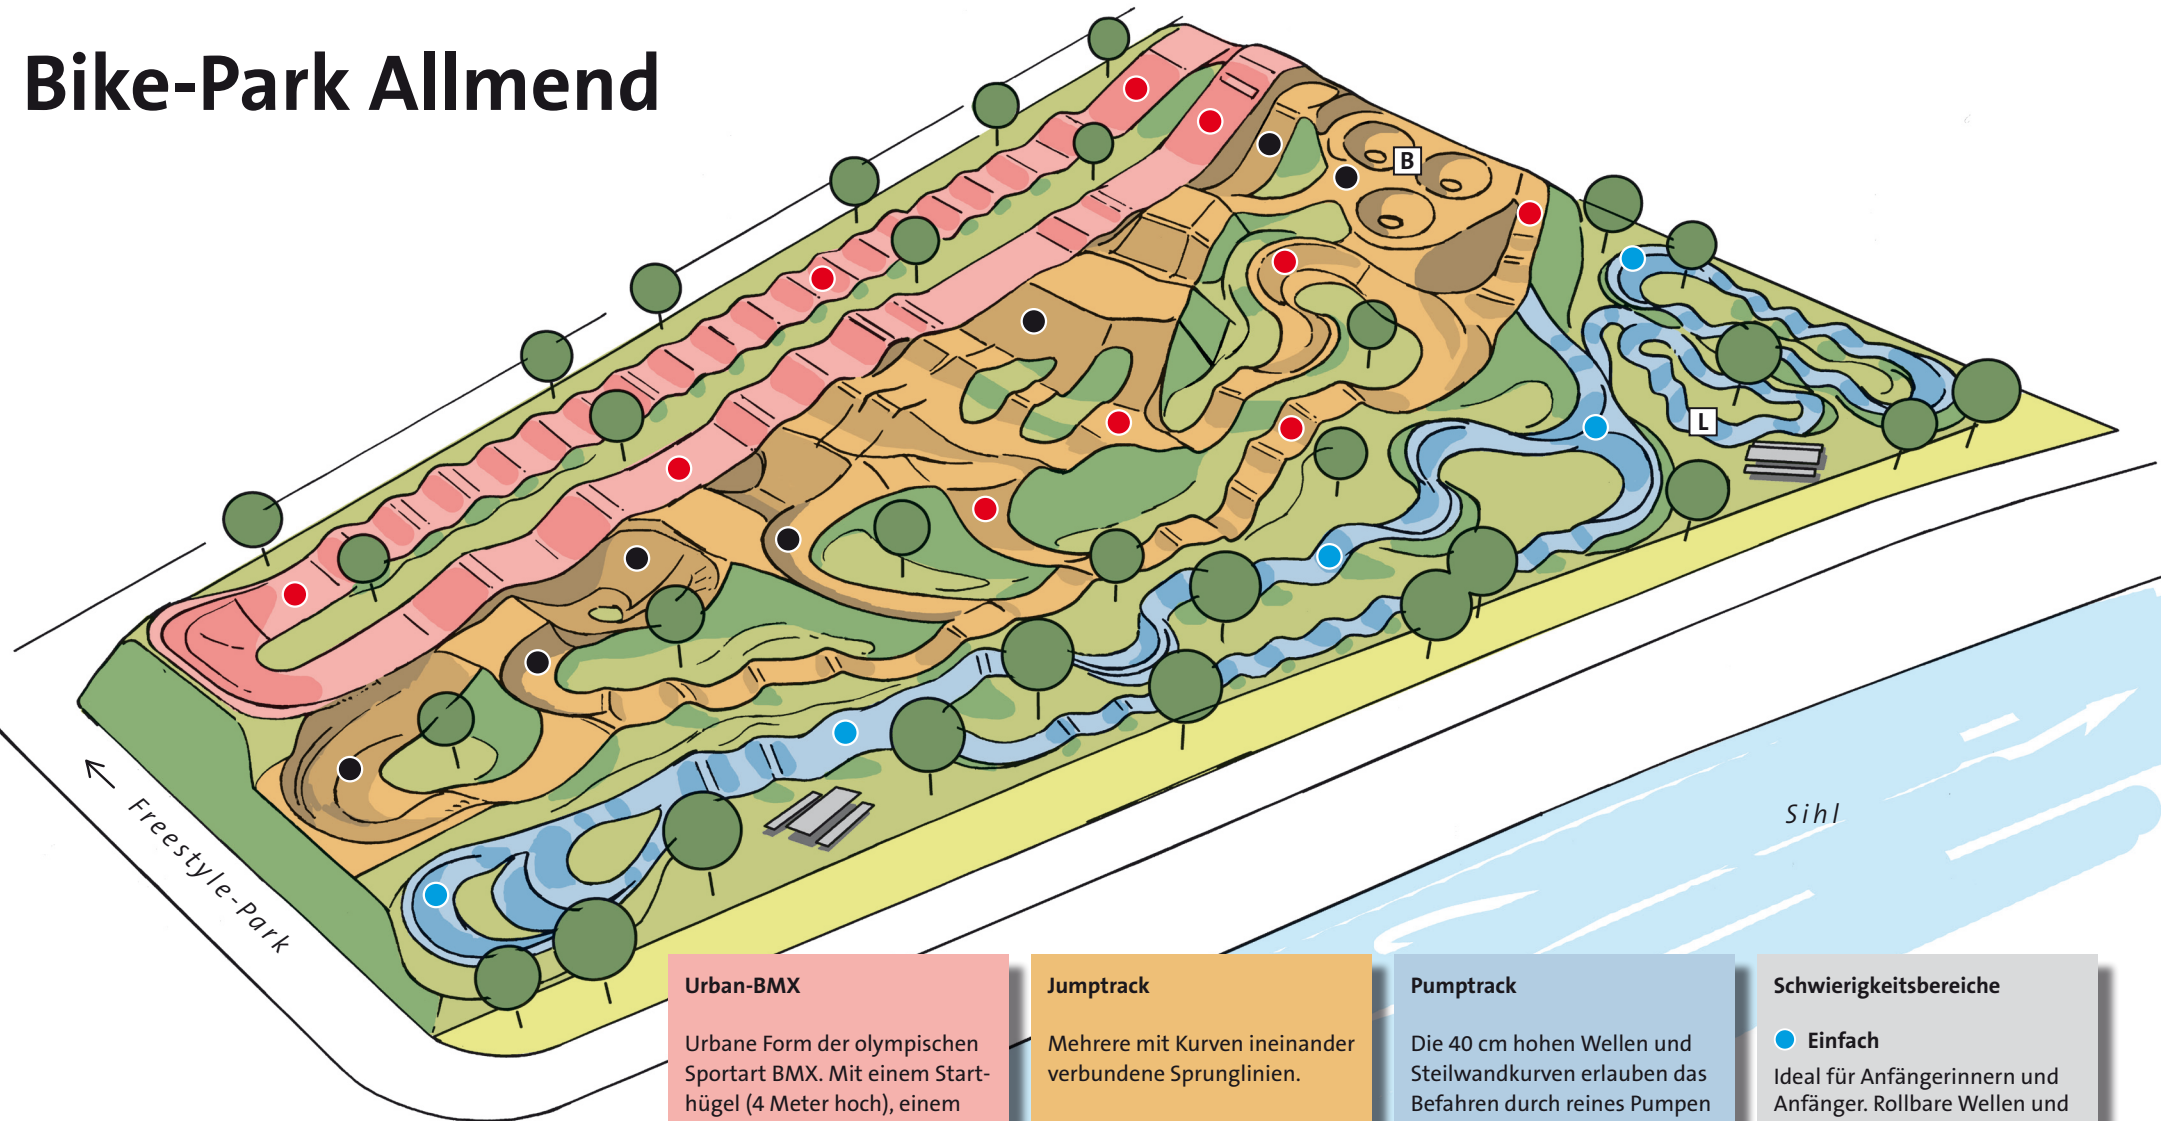 Bike-Park Allmend
B
L
Freestyle-Park
Sihl
Urban-BMX
Urbane Form der olympischen
Sportart BMX. Mit einem Start-
hügel (4 Meter hoch), einem
Jumptrack
Mehrere mit Kurven ineinander
verbundene Sprunglinien.
Pumptrack
Die 40 cm hohen Wellen und
Steilwandkurven erlauben das
Befahren durch reines Pumpen
Schwierigkeitsbereiche
Einfach
Ideal für Anfängerinnern und
Anfänger. Rollbare Wellen und